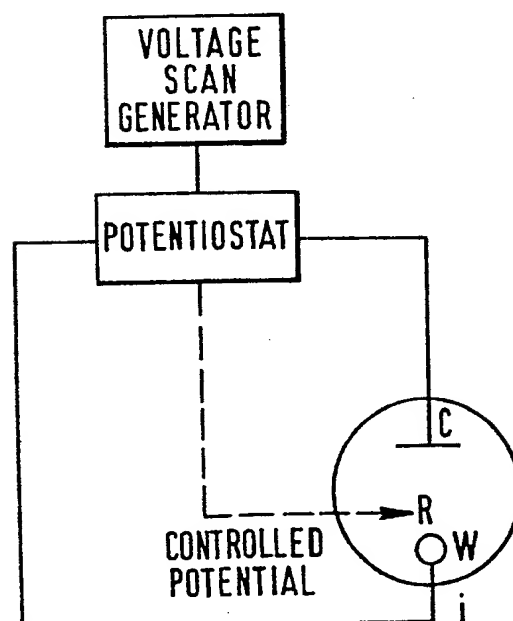 VOLTAGE
SCAN
GENERATOR
POTENTIOSTAT
C
R
W
CONTROLLED
POTENTIAL
i